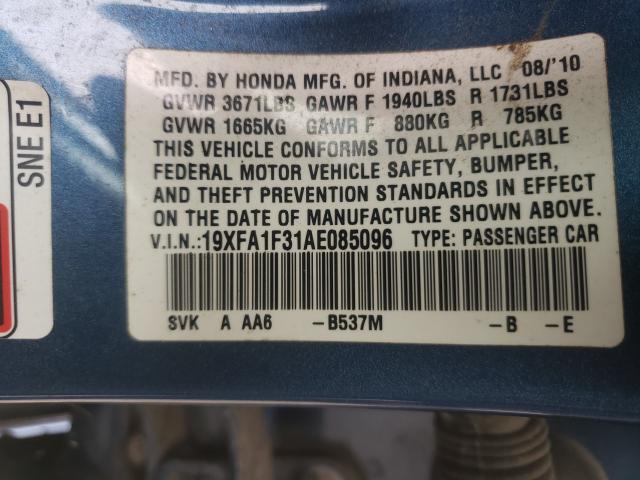 SNE E1
MFD. BY HONDA MFG. OF INDIANA, LLC 08/'10
GVWR 3671LBS GAWR F 1940LBS R 1731LBS
GVWR 1665KG GAWR F 880KG R 785KG
THIS VEHICLE CONFORMS TO ALL APPLICABLE
FEDERAL MOTOR VEHICLE SAFETY, BUMPER,
AND THEFT PREVENTION STANDARDS IN EFFECT
ON THE DATE OF MANUFACTURE SHOWN ABOVE.
V.I.N.:19XFA1F31AE085096 TYPE: PASSENGER CAR
SVK A AA6 -B537M -B -E